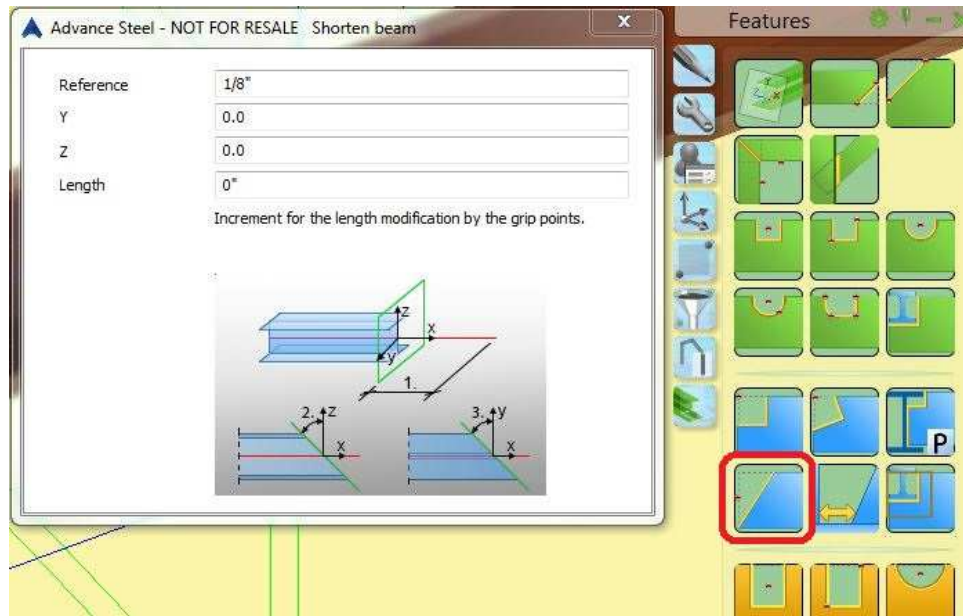 Advance Steel - NOT FOR RESALE Shorten beam
X
Features
Reference 1/8"
Y 0.0
Z 0.0
Length 0"
Increment for the length modification by the grip points.
z
x
y
1.
2. z
x
3. y
x
P